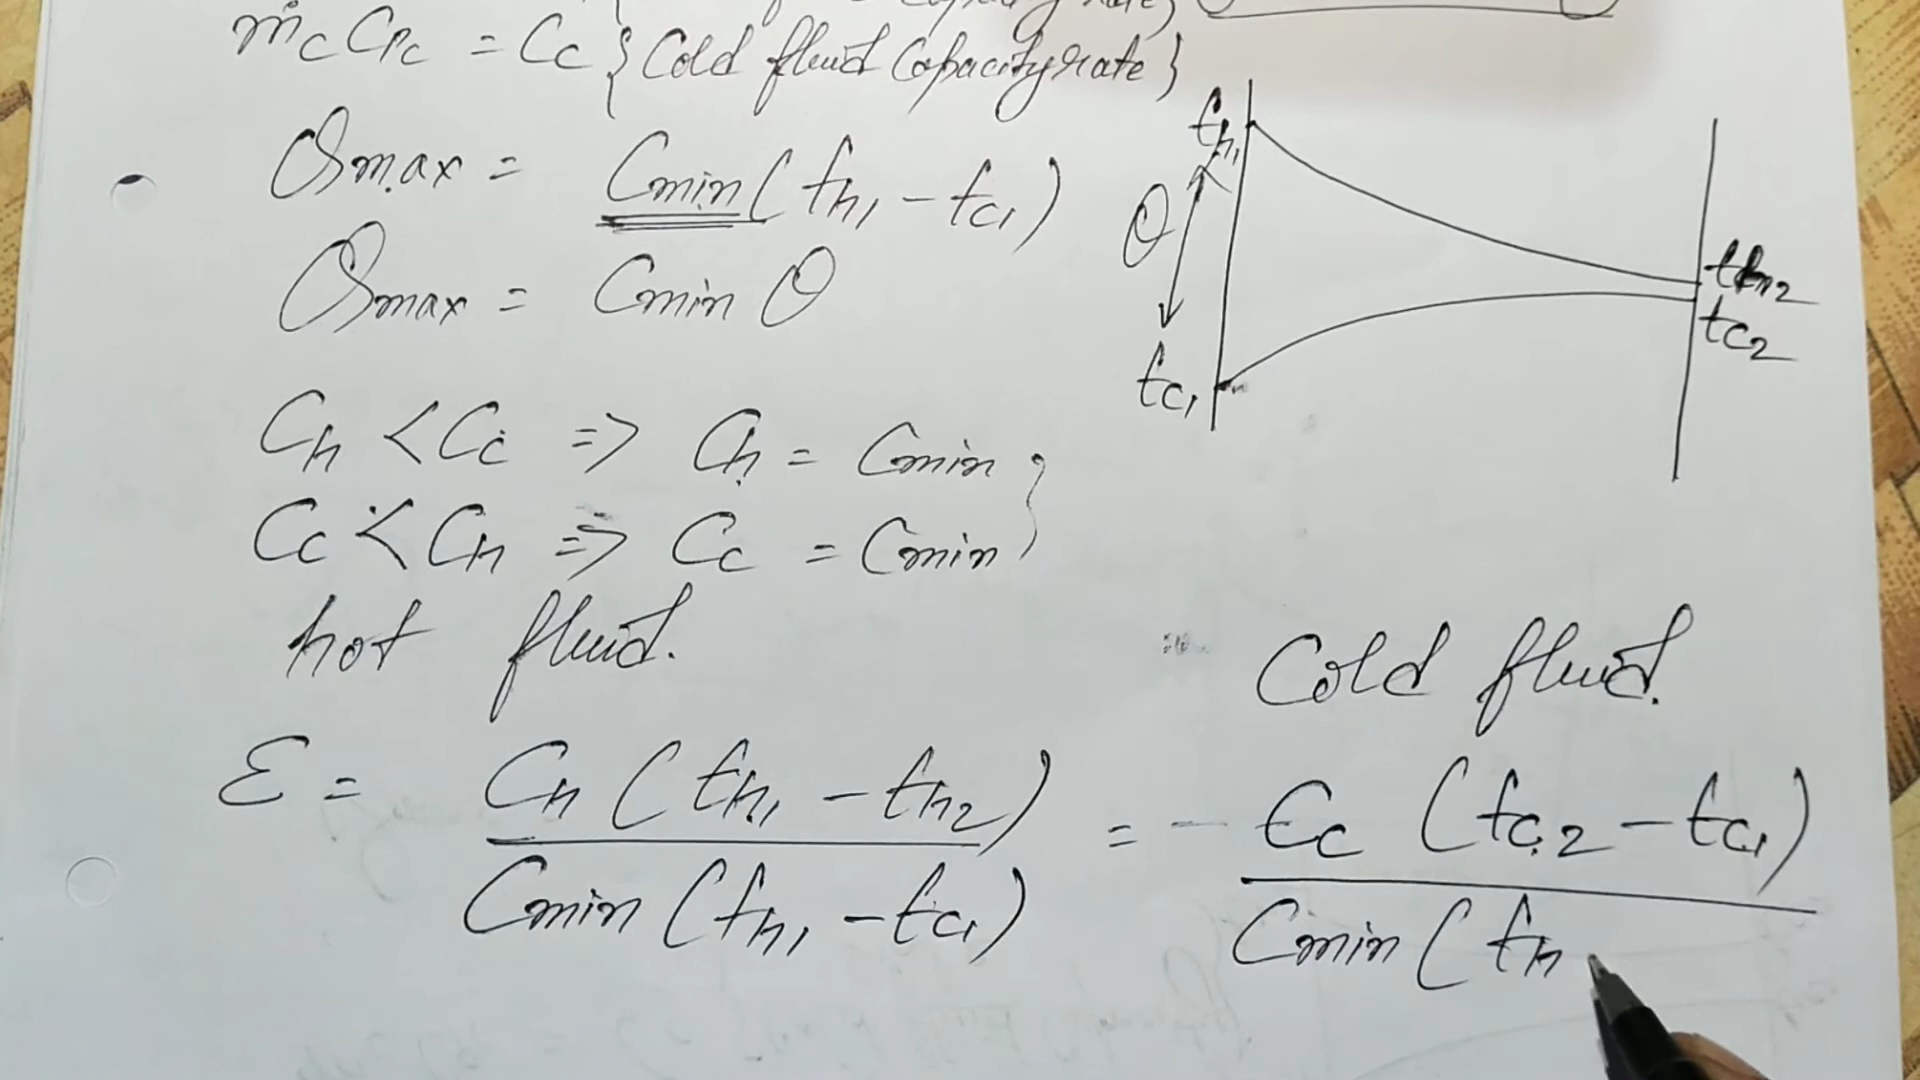 capacity rate}
ṁc Cpc = Cc {Cold fluid Capacity rate}
Qmax = Cmin (th1 - tc1)
Qmax = Cmin θ
Ch < Cc => Ch = Cmin }
Cc < Ch => Cc = Cmin
hot fluid.
ε = Ch (th1 - th2) / Cmin (th1 - tc1)
Cold fluid.
= - Cc (tc2 - tc1) / Cmin (th
th1
θ
tc1
th2
tc2